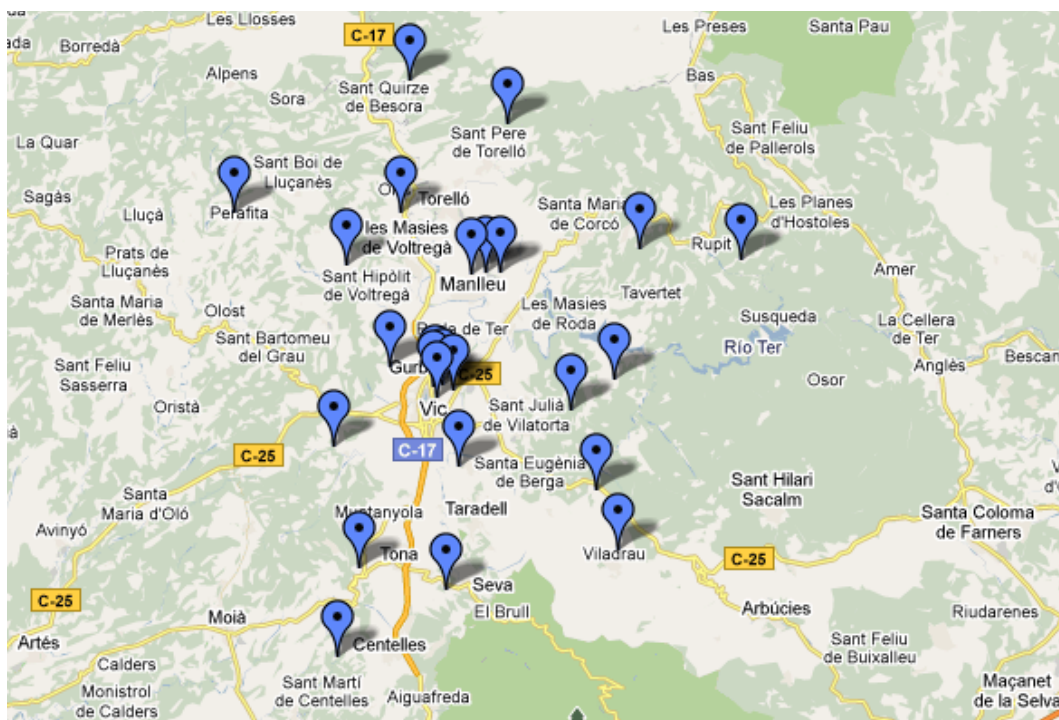 Les Llosses
Les Preses
Santa Pau
C-17
Borredà
ada
Alpens
Bas
Sant Quirze
de Besora
Sora
Sant Pere
de Torelló
Sant Feliu
de Pallerols
La Quar
Sant Boi de
Lluçanès
Sagàs
Lluçà
Perafita
Torelló
Santa Maria
de Corcó
Les Planes
d'Hostoles
les Masies
de Voltregà
Rupit
Prats de
Lluçanès
Sant Hipòlit
de Voltregà
Manlleu
Amer
Tavertet
Santa Maria
de Merlès
Olost
Les Masies
de Roda
Susqueda
La Cellera
de Ter
Sant Bartomeu
del Grau
Roda de Ter
Río Ter
Bescan
Sant Feliu
Sasserra
C-25
Anglès
Osor
Oristà
Vic
Sant Julià
de Vilatorta
C-25
C-17
Santa Eugènia
de Berga
Sant Hilari
Sacalm
Santa
Maria d'Oló
Taradell
Santa Coloma
de Farners
Avinyó
Muntanyola
Tona
Viladrau
C-25
Seva
C-25
El Brull
Arbúcies
Riudarenes
Moià
Artés
Centelles
Sant Feliu
de Buixalleu
Calders
Sant Martí
de Centelles
Aiguafreda
Maçanet
de la Selva
Monistrol
de Calders